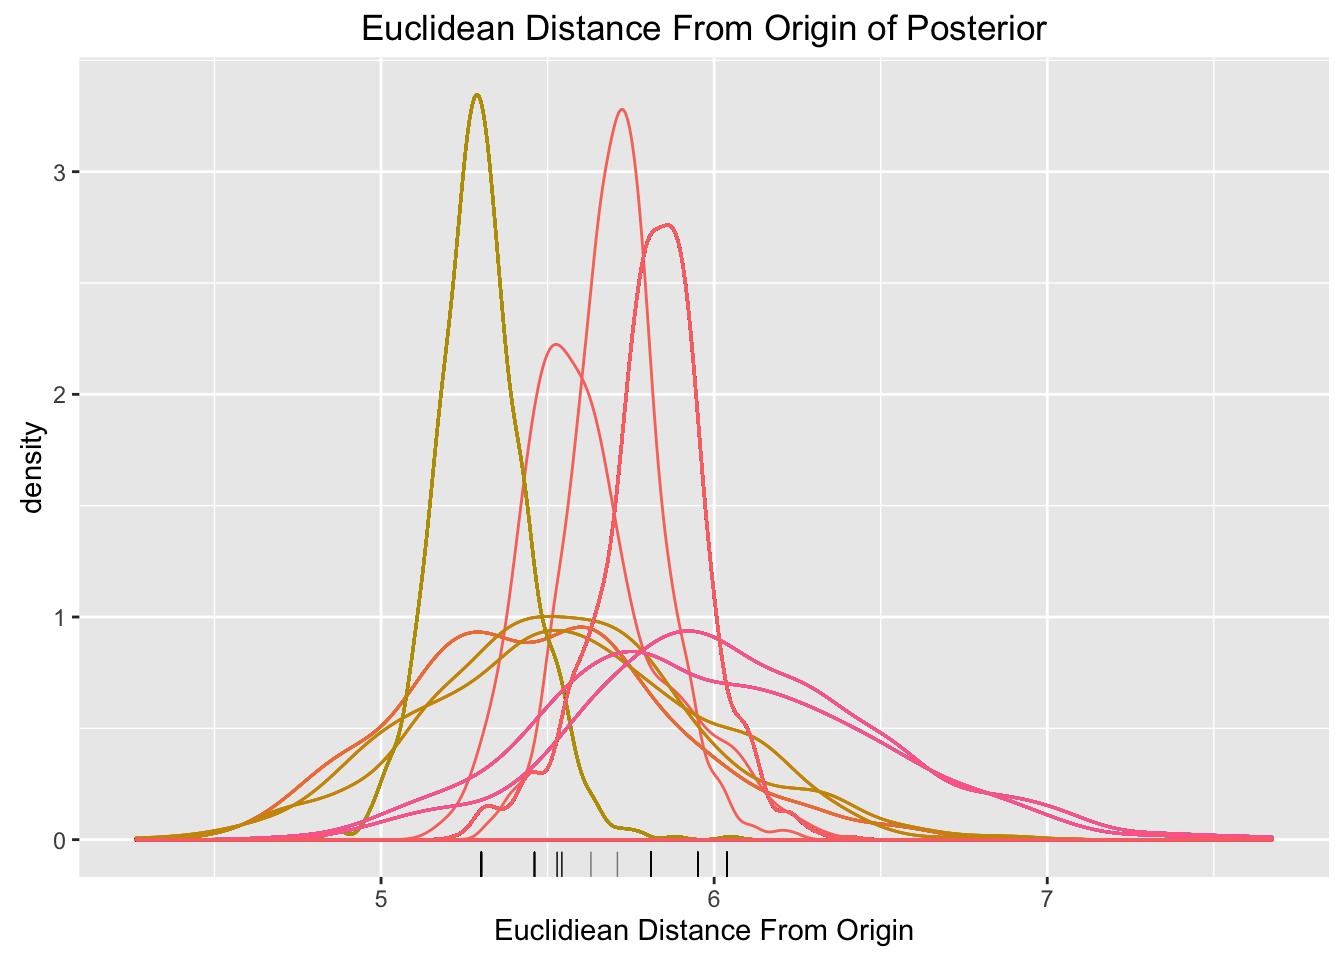 Euclidean Distance From Origin of Posterior
3
2
1
0
density
5 6 7
Euclidiean Distance From Origin